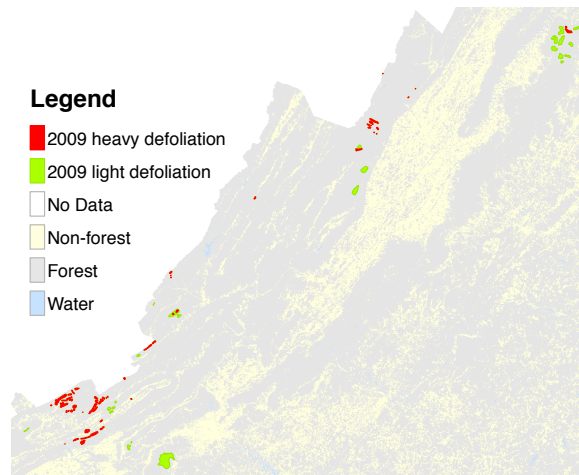 Legend
2009 heavy defoliation
2009 light defoliation
No Data
Non-forest
Forest
Water